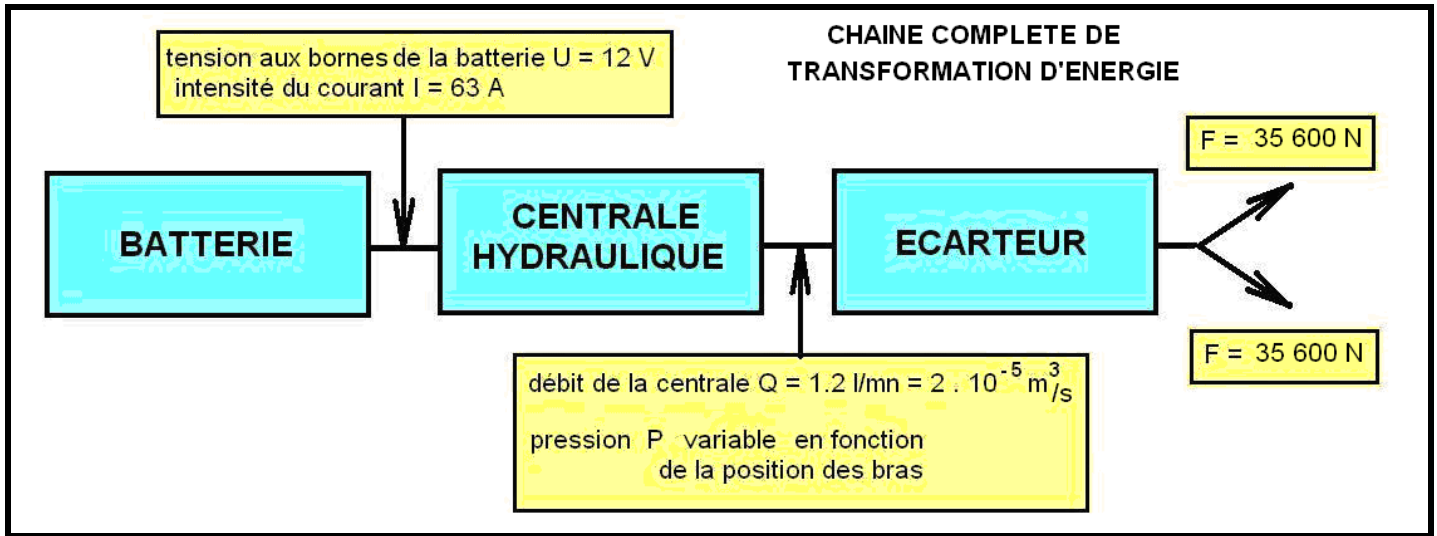 CHAINE COMPLETE DE
TRANSFORMATION D'ENERGIE
tension aux bornes de la batterie U = 12 V
intensité du courant I = 63 A
F = 35 600 N
BATTERIE
CENTRALE
HYDRAULIQUE
ECARTEUR
F = 35 600 N
débit de la centrale Q = 1.2 l/mn = 2 . 10⁻⁵ m³/s
pression P variable en fonction
de la position des bras